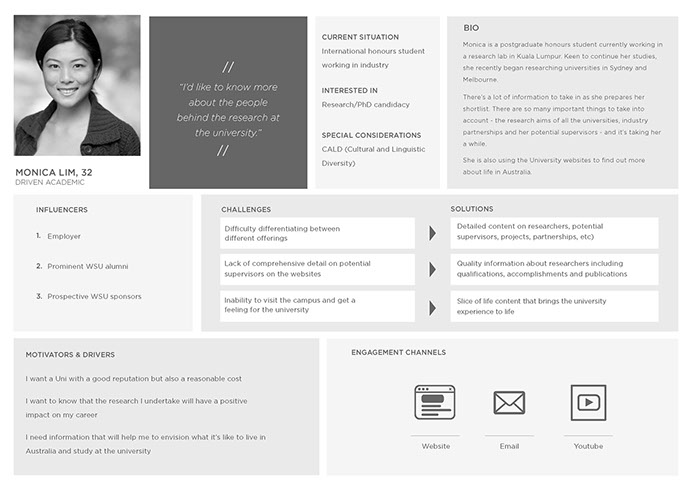 MONICA LIM, 32
DRIVEN ACADEMIC
//
“I’d like to know more
about the people
behind the research at
the university.”
//
CURRENT SITUATION
International honours student
working in industry
INTERESTED IN
Research/PhD candidacy
SPECIAL CONSIDERATIONS
CALD (Cultural and Linguistic
Diversity)
BIO
Monica is a postgraduate honours student currently working in
a research lab in Kuala Lumpur. Keen to continue her studies,
she recently began researching universities in Sydney and
Melbourne.
There’s a lot of information to take in as she prepares her
shortlist. There are so many important things to take into
account - the research aims of all the universities, industry
partnerships and her potential supervisors - and it’s taking her
a while.
She is also using the University websites to find out more
about life in Australia.
INFLUENCERS
1. Employer
2. Prominent WSU alumni
3. Prospective WSU sponsors
CHALLENGES
Difficulty differentiating between
different offerings
Lack of comprehensive detail on potential
supervisors on the websites
Inability to visit the campus and get a
feeling for the university
SOLUTIONS
Detailed content on researchers, potential
supervisors, projects, partnerships, etc)
Quality information about researchers including
qualifications, accomplishments and publications
Slice of life content that brings the university
experience to life
MOTIVATORS & DRIVERS
I want a Uni with a good reputation but also a reasonable cost
I want to know that the research I undertake will have a positive
impact on my career
I need information that will help me to envision what it’s like to live in
Australia and study at the university
ENGAGEMENT CHANNELS
Website
Email
Youtube